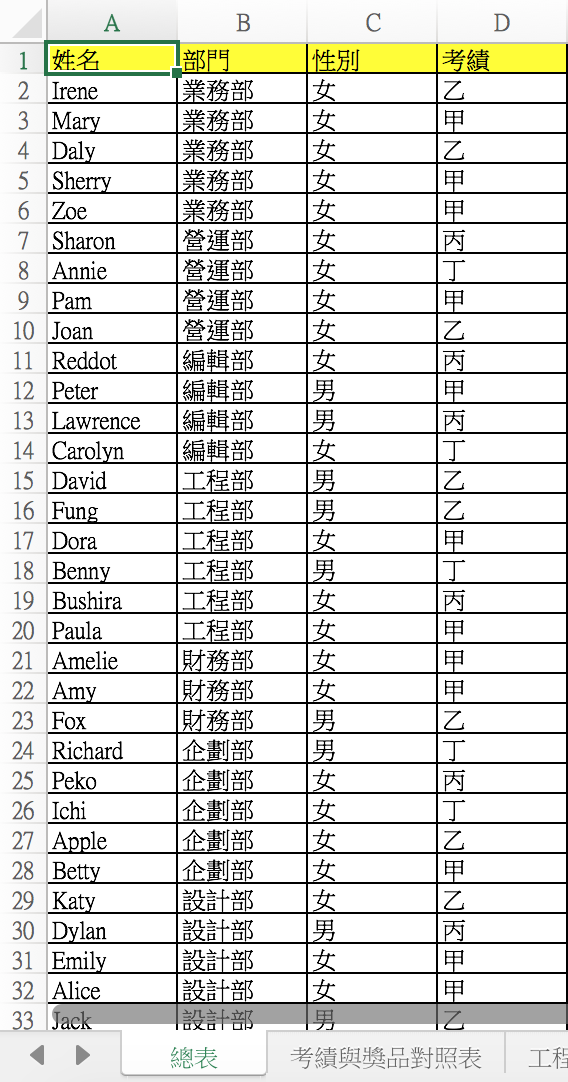 A B C D
1 姓名 部門 性別 考績
2 Irene 業務部 女 乙
3 Mary 業務部 女 甲
4 Daly 業務部 女 乙
5 Sherry 業務部 女 甲
6 Zoe 業務部 女 甲
7 Sharon 營運部 女 丙
8 Annie 營運部 女 丁
9 Pam 營運部 女 甲
10 Joan 營運部 女 乙
11 Reddot 編輯部 女 丙
12 Peter 編輯部 男 甲
13 Lawrence 編輯部 男 丙
14 Carolyn 編輯部 女 丁
15 David 工程部 男 乙
16 Fung 工程部 男 乙
17 Dora 工程部 女 甲
18 Benny 工程部 男 丁
19 Bushira 工程部 女 丙
20 Paula 工程部 女 甲
21 Amelie 財務部 女 甲
22 Amy 財務部 女 甲
23 Fox 財務部 男 乙
24 Richard 企劃部 男 丁
25 Peko 企劃部 女 丙
26 Ichi 企劃部 女 丁
27 Apple 企劃部 女 乙
28 Betty 企劃部 女 甲
29 Katy 設計部 女 乙
30 Dylan 設計部 男 丙
31 Emily 設計部 女 甲
32 Alice 設計部 女 甲
33 Jack 設計部 男 乙
總表 考績與獎品對照表 工程